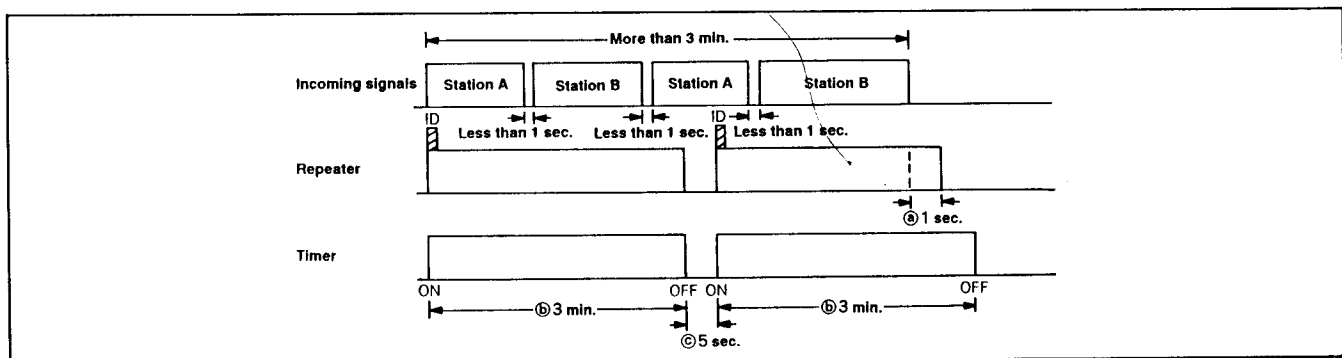 More than 3 min.
Incoming signals Station A Station B Station A Station B
ID Less than 1 sec. Less than 1 sec. ID Less than 1 sec.
Repeater
ⓐ 1 sec.
Timer
ON OFF ON OFF
ⓑ 3 min. ⓑ 3 min.
ⓒ 5 sec.